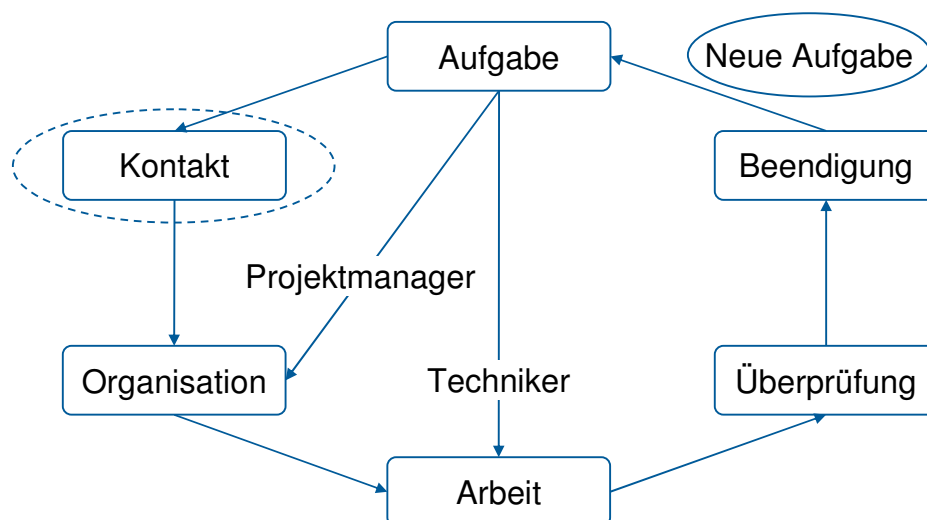 Aufgabe
Neue Aufgabe
Kontakt
Beendigung
Projektmanager
Organisation
Techniker
Überprüfung
Arbeit